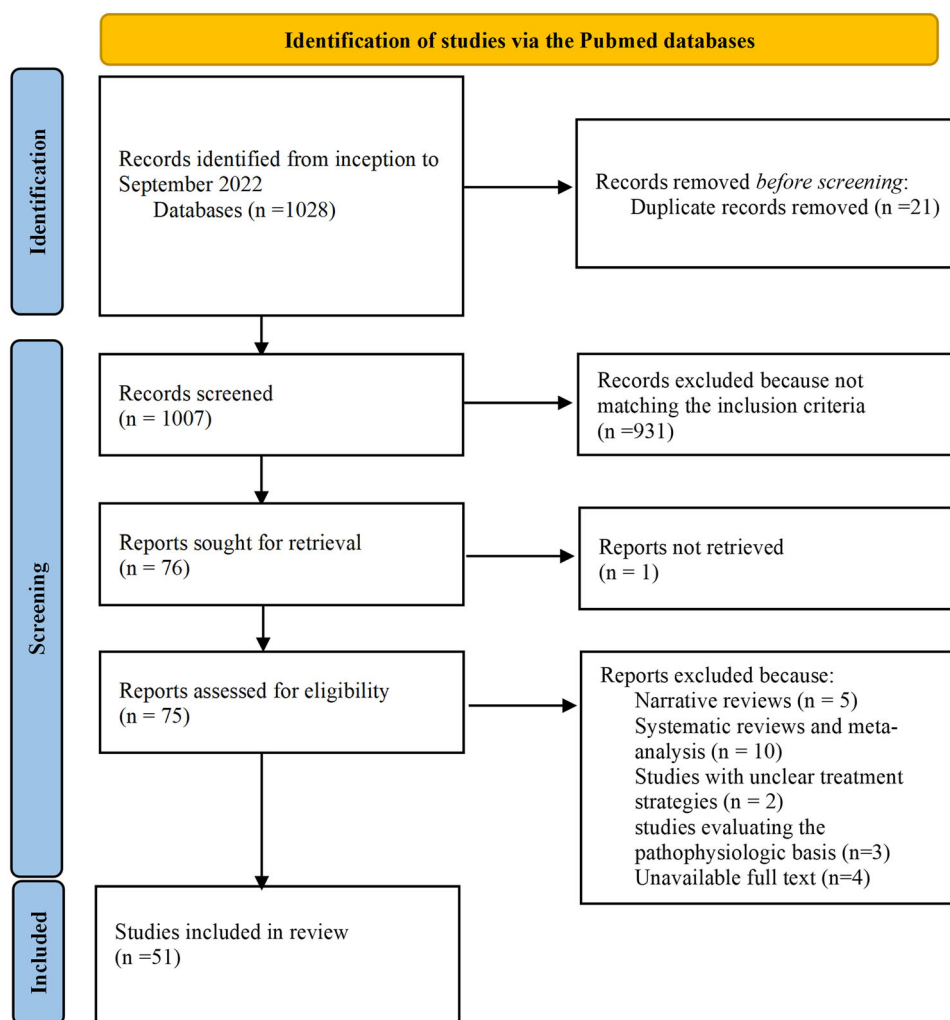 Identification of studies via the Pubmed databases
Identification
Records identified from inception to
September 2022
Databases (n =1028)
Records removed before screening:
Duplicate records removed (n =21)
Screening
Records screened
(n = 1007)
Records excluded because not
matching the inclusion criteria
(n =931)
Reports sought for retrieval
(n = 76)
Reports not retrieved
(n = 1)
Reports assessed for eligibility
(n = 75)
Reports excluded because:
Narrative reviews (n = 5)
Systematic reviews and meta-
analysis (n = 10)
Studies with unclear treatment
strategies (n = 2)
studies evaluating the
pathophysiologic basis (n=3)
Unavailable full text (n=4)
Included
Studies included in review
(n =51)